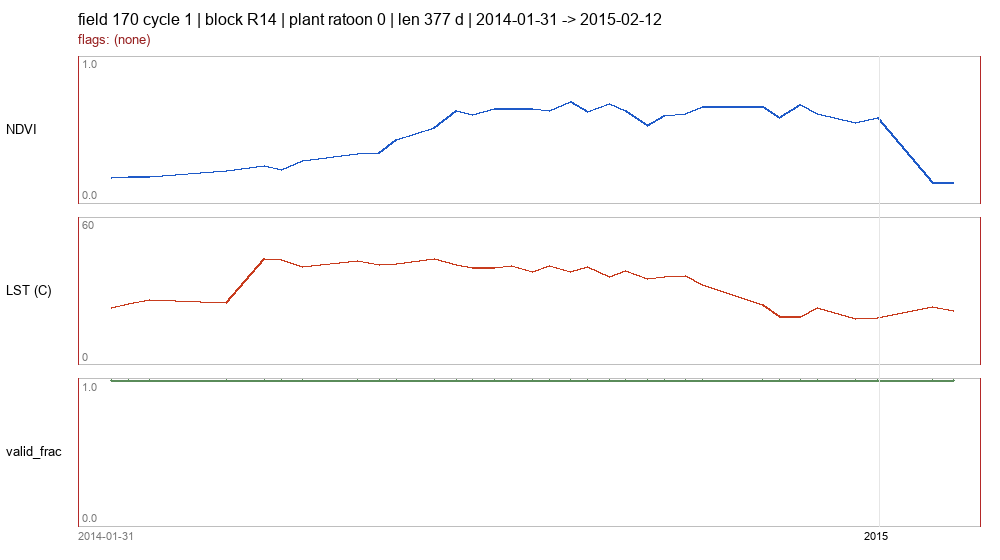 field 170 cycle 1 | block R14 | plant ratoon 0 | len 377 d | 2014-01-31 -> 2015-02-12
flags: (none)
1.0
NDVI
0.0
60
LST (C)
0
1.0
valid_frac
0.0
2014-01-31 2015